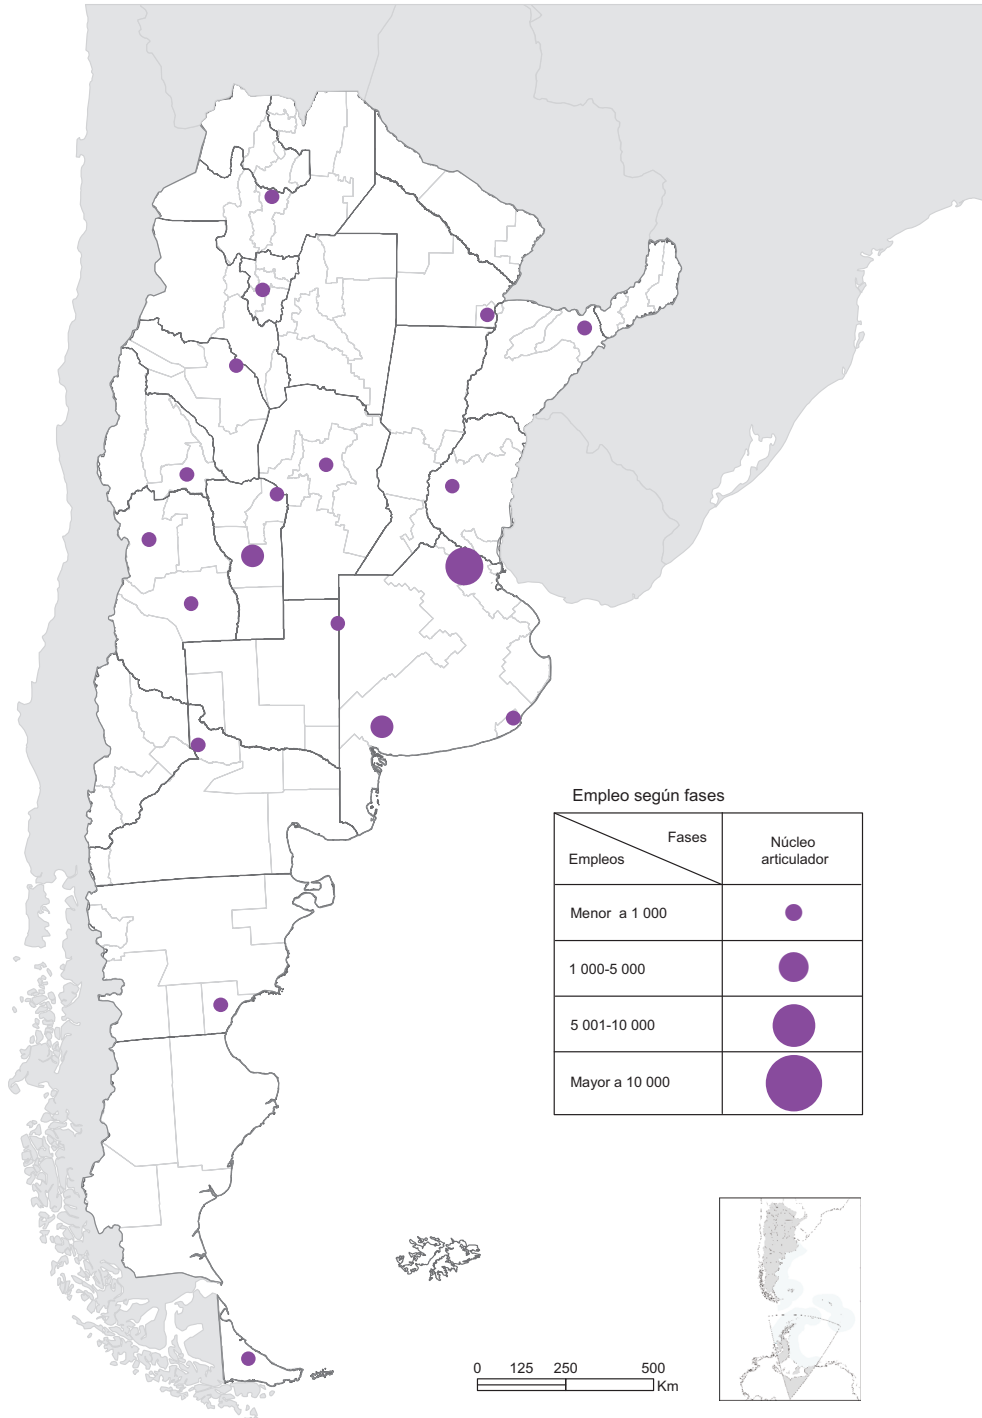 Empleo según fases
Fases
Empleos
Núcleo
articulador
Menor a 1 000
1 000-5 000
5 001-10 000
Mayor a 10 000
0 125 250 500
Km